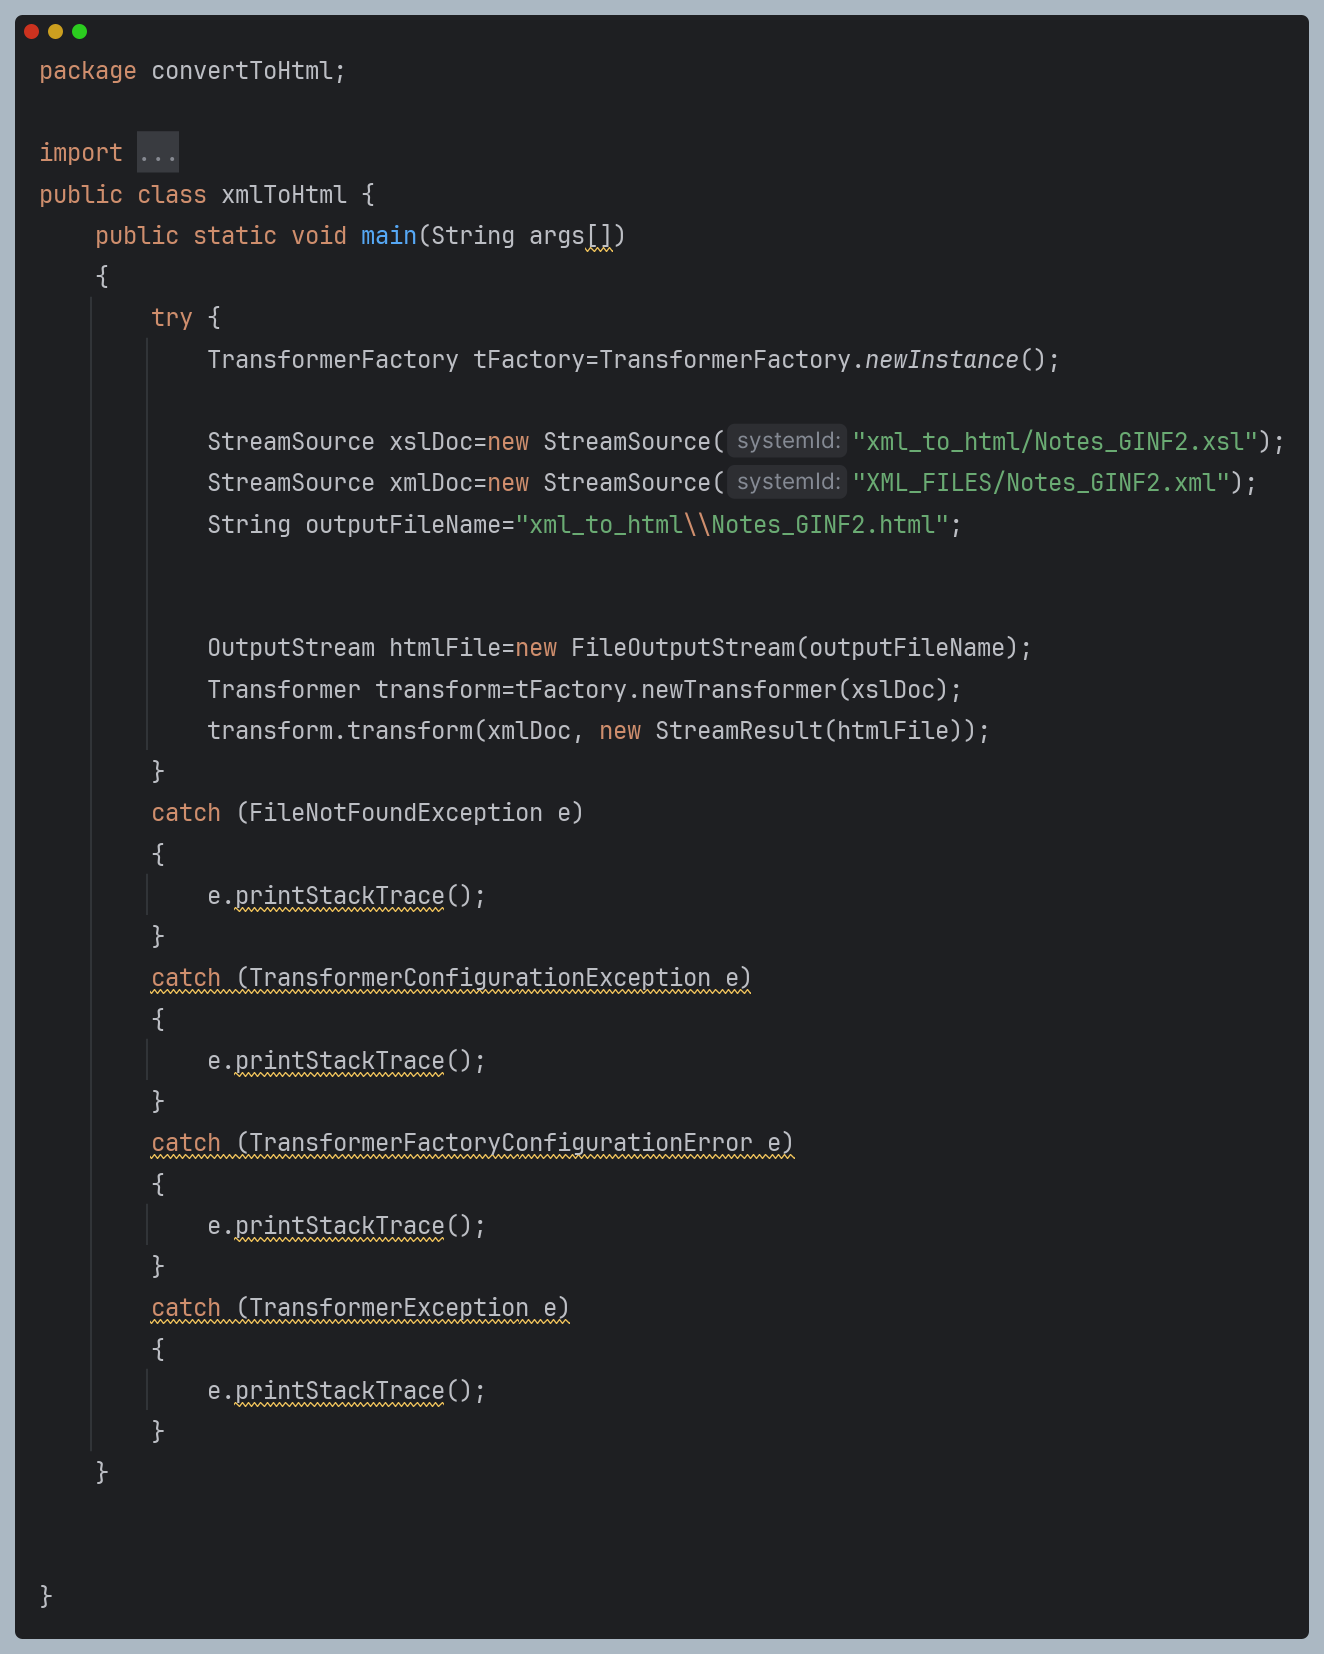 package convertToHtml;
import ...
public class xmlToHtml {
public static void main(String args[])
{
try {
TransformerFactory tFactory=TransformerFactory.newInstance();
StreamSource xslDoc=new StreamSource( systemId: "xml_to_html/Notes_GINF2.xsl");
StreamSource xmlDoc=new StreamSource( systemId: "XML_FILES/Notes_GINF2.xml");
String outputFileName="xml_to_html\\Notes_GINF2.html";
OutputStream htmlFile=new FileOutputStream(outputFileName);
Transformer transform=tFactory.newTransformer(xslDoc);
transform.transform(xmlDoc, new StreamResult(htmlFile));
}
catch (FileNotFoundException e)
{
e.printStackTrace();
}
catch (TransformerConfigurationException e)
{
e.printStackTrace();
}
catch (TransformerFactoryConfigurationError e)
{
e.printStackTrace();
}
catch (TransformerException e)
{
e.printStackTrace();
}
}
}